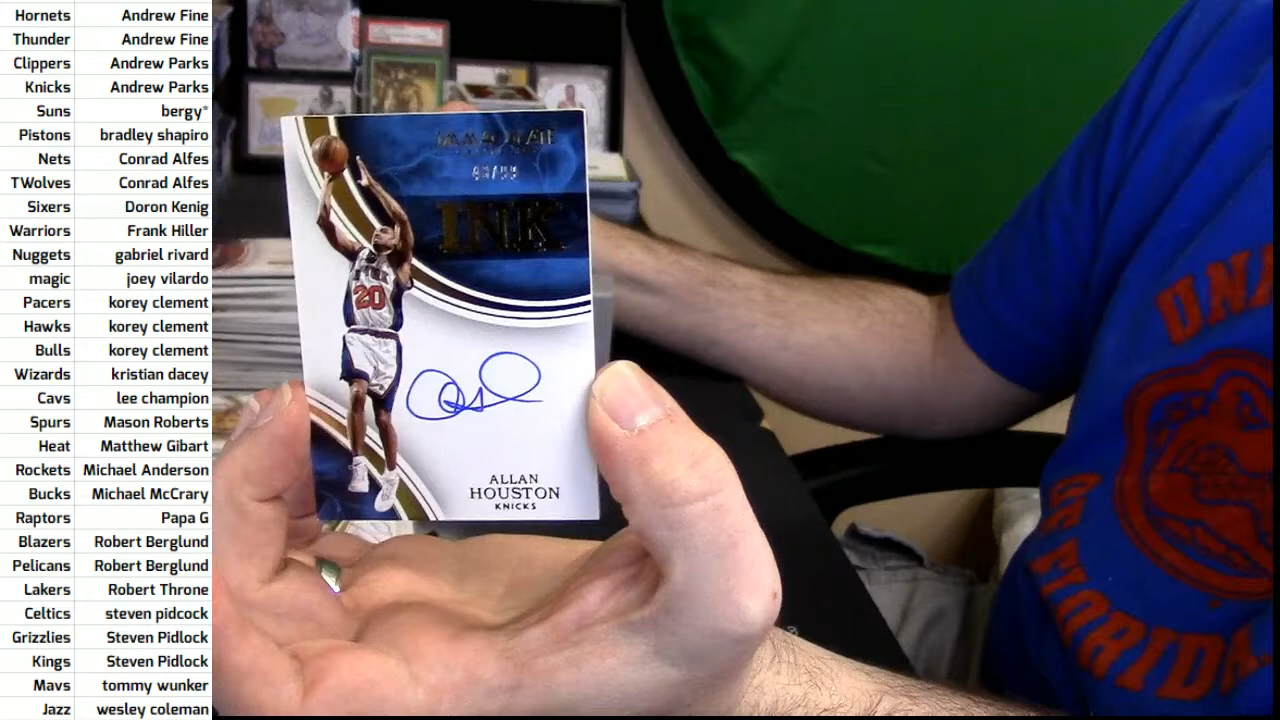 Hornets Andrew Fine
Thunder Andrew Fine
Clippers Andrew Parks
Knicks Andrew Parks
Suns bergy*
Pistons bradley shapiro
Nets Conrad Alfes
TWolves Conrad Alfes
Sixers Doron Kenig
Warriors Frank Hiller
Nuggets gabriel rivard
magic joey vilardo
Pacers korey clement
Hawks korey clement
Bulls korey clement
Wizards kristian dacey
Cavs lee champion
Spurs Mason Roberts
Heat Matthew Gibart
Rockets Michael Anderson
Bucks Michael McCrary
Raptors Papa G
Blazers Robert Berglund
Pelicans Robert Berglund
Lakers Robert Throne
Celtics steven pidcock
Grizzlies Steven Pidlock
Kings Steven Pidlock
Mavs tommy wunker
Jazz wesley coleman
IMMACULATE
INK
20
ALLAN
HOUSTON
KNICKS
OF FLORIDA